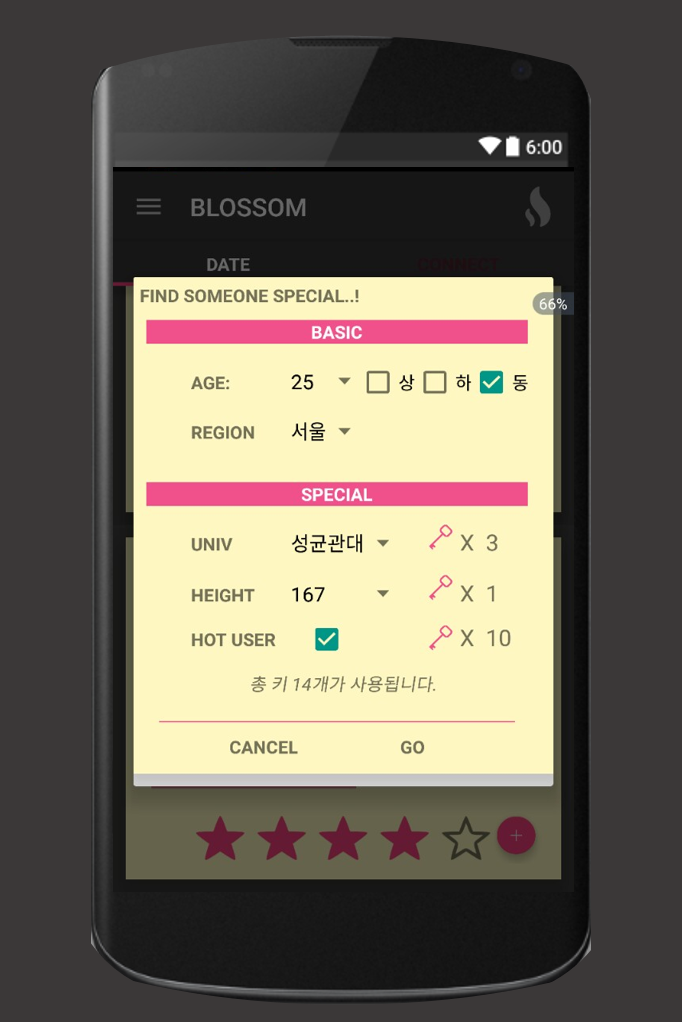 6:00
BLOSSOM
DATE CONNECT
FIND SOMEONE SPECIAL..!
66%
BASIC
AGE: 25 상 하 동
REGION 서울
SPECIAL
UNIV 성균관대 X 3
HEIGHT 167 X 1
HOT USER X 10
총 키 14개가 사용됩니다.
CANCEL GO